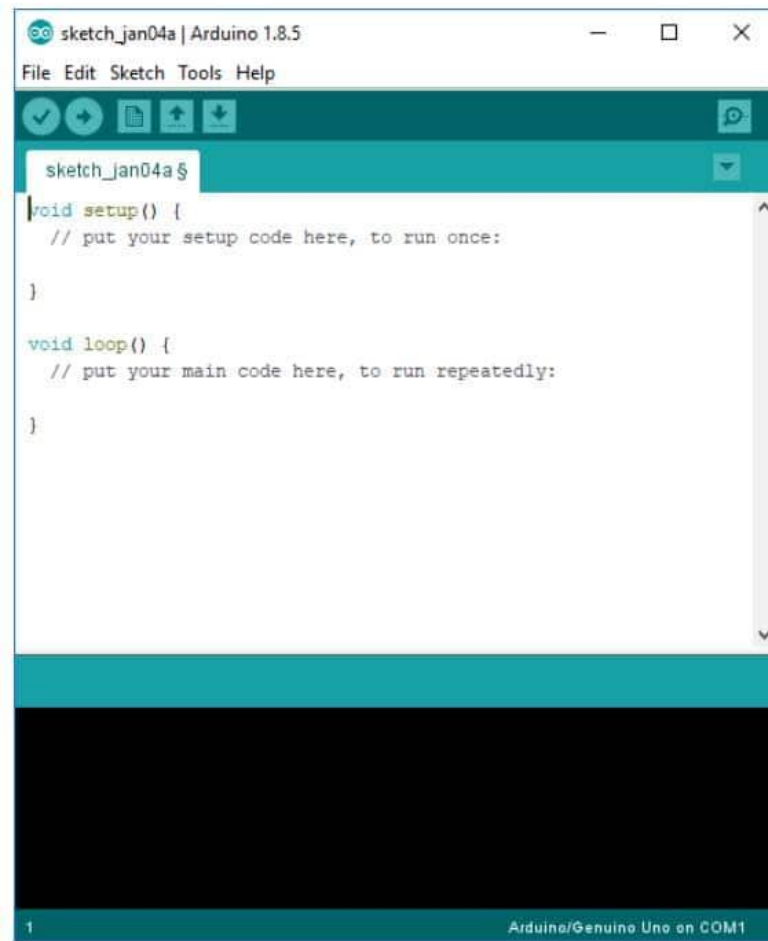 sketch_jan04a | Arduino 1.8.5
File Edit Sketch Tools Help
sketch_jan04a §
void setup() {
  // put your setup code here, to run once:
}
void loop() {
  // put your main code here, to run repeatedly:
}
1 Arduino/Genuino Uno on COM1